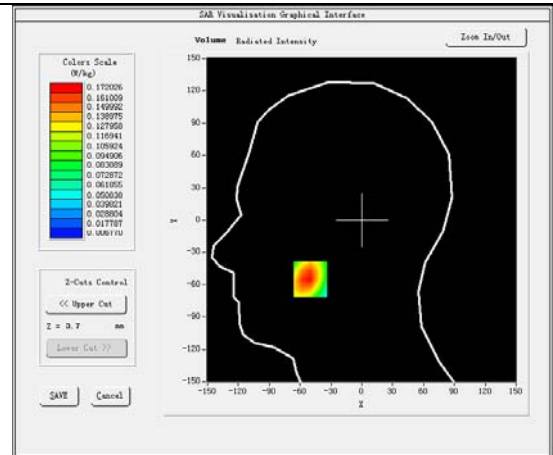 SAR Visualisation Graphical Interface
Volume Radiated Intensity
Zoom In/Out
Colors Scale
(W/kg)
0.172026
0.161009
0.149992
0.138975
0.127958
0.116941
0.105924
0.094906
0.083889
0.072872
0.061855
0.050838
0.039821
0.028804
0.017787
0.006770
Z-Cuts Control
<< Upper Cut
Z = 3.7 mm
Lower Cut >>
SAVE
Cancel
150
120
90
60
30
0
-30
-60
-90
-120
-150
Y
-150 -120 -90 -60 -30 0 30 60 90 120 150
X